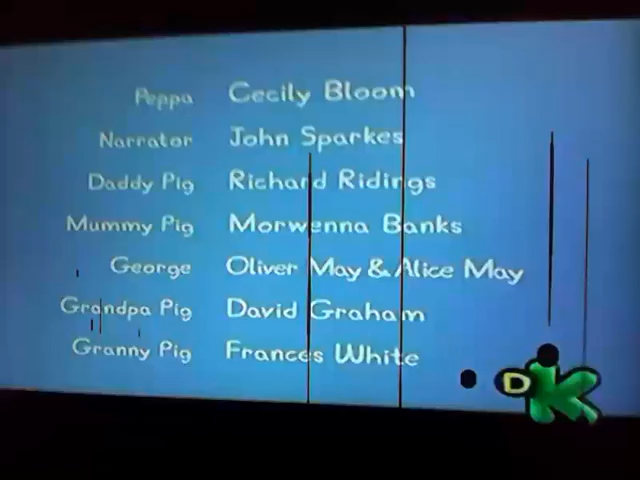 Peppa Cecily Bloom
Narrator John Sparkes
Daddy Pig Richard Ridings
Mummy Pig Morwenna Banks
George Oliver May & Alice May
Grandpa Pig David Graham
Granny Pig Frances White
DK